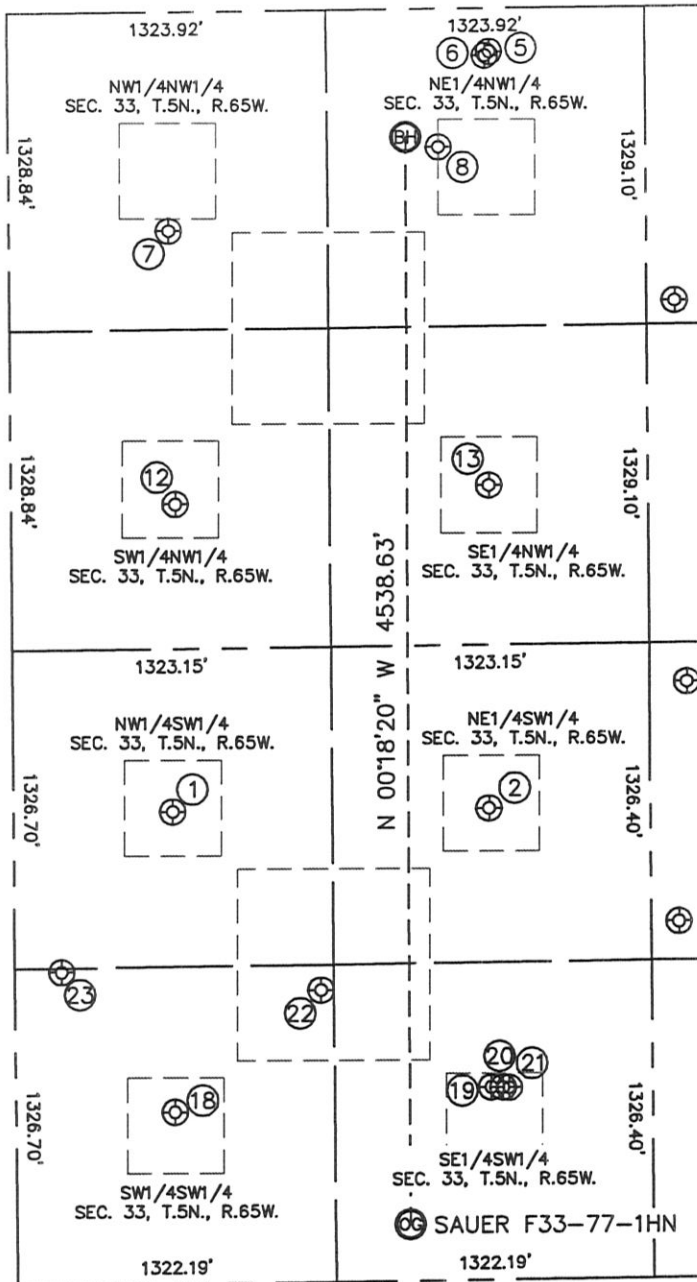 1323.92'
1323.92'
6
5
NW1/4NW1/4
SEC. 33, T.5N., R.65W.
NE1/4NW1/4
SEC. 33, T.5N., R.65W.
BH
8
1328.84'
1329.10'
7
12
13
1328.84'
1329.10'
SW1/4NW1/4
SEC. 33, T.5N., R.65W.
SE1/4NW1/4
SEC. 33, T.5N., R.65W.
N 00°18'20" W 4538.63'
1323.15'
1323.15'
NW1/4SW1/4
SEC. 33, T.5N., R.65W.
NE1/4SW1/4
SEC. 33, T.5N., R.65W.
1
2
1326.70'
1326.40'
23
22
20
21
19
18
1326.70'
1326.40'
SW1/4SW1/4
SEC. 33, T.5N., R.65W.
SE1/4SW1/4
SEC. 33, T.5N., R.65W.
OG SAUER F33-77-1HN
1322.19'
1322.19'